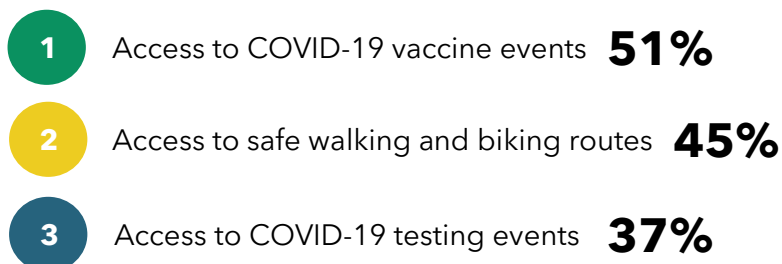 1 Access to COVID-19 vaccine events 51%
2 Access to safe walking and biking routes 45%
3 Access to COVID-19 testing events 37%